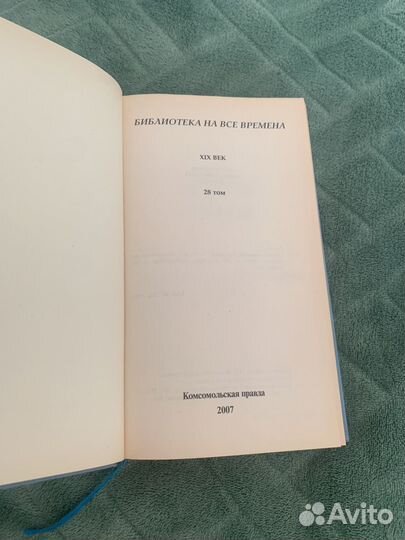 БИБЛИОТЕКА НА ВСЕ ВРЕМЕНА
XIX ВЕК
28 том
Комсомольская правда
2007
Avito